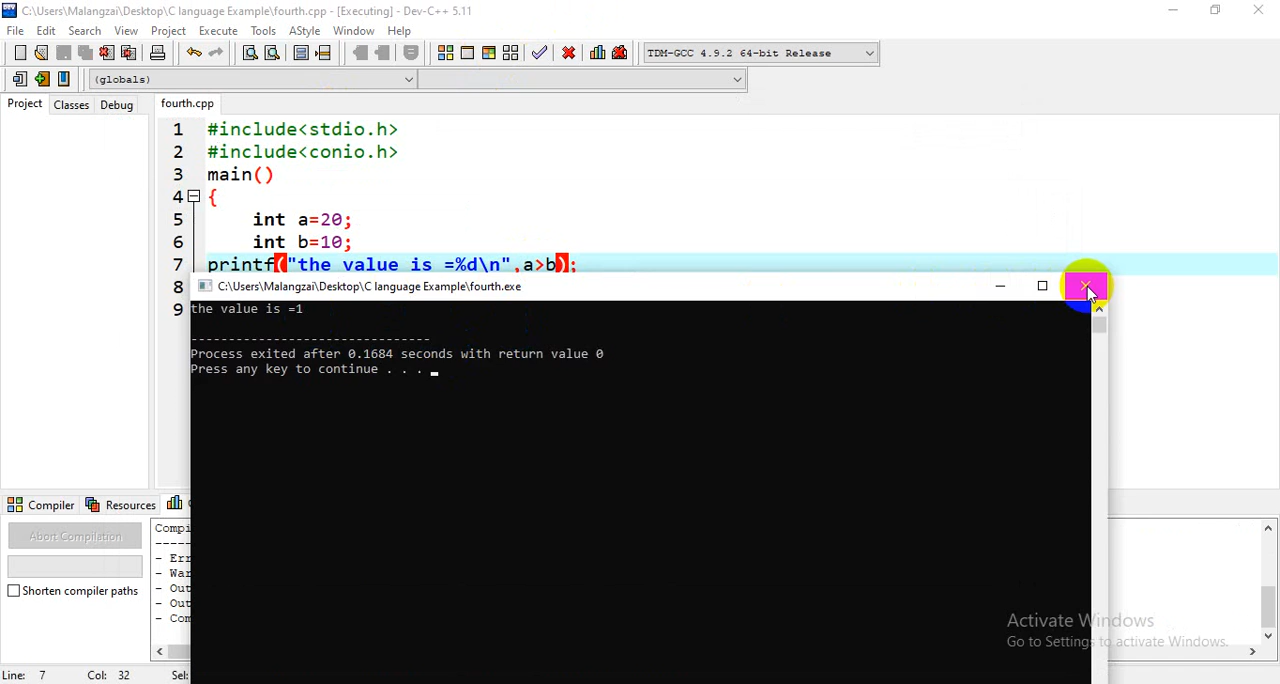 C:\Users\Malangzai\Desktop\C language Example\fourth.cpp - [Executing] - Dev-C++ 5.11
File Edit Search View Project Execute Tools AStyle Window Help
TDM-GCC 4.9.2 64-bit Release
(globals)
Project Classes Debug fourth.cpp
1 #include<stdio.h>
2 #include<conio.h>
3 main()
4 {
5 int a=20;
6 int b=10;
7 printf("the value is =%d\n",a>b);
8
9
C:\Users\Malangzai\Desktop\C language Example\fourth.exe
the value is =1
--------------------------------
Process exited after 0.1684 seconds with return value 0
Press any key to continue . . .
Compiler Resources
Abort Compilation
Shorten compiler paths
Activate Windows
Go to Settings to activate Windows.
Line: 7 Col: 32 Sel: